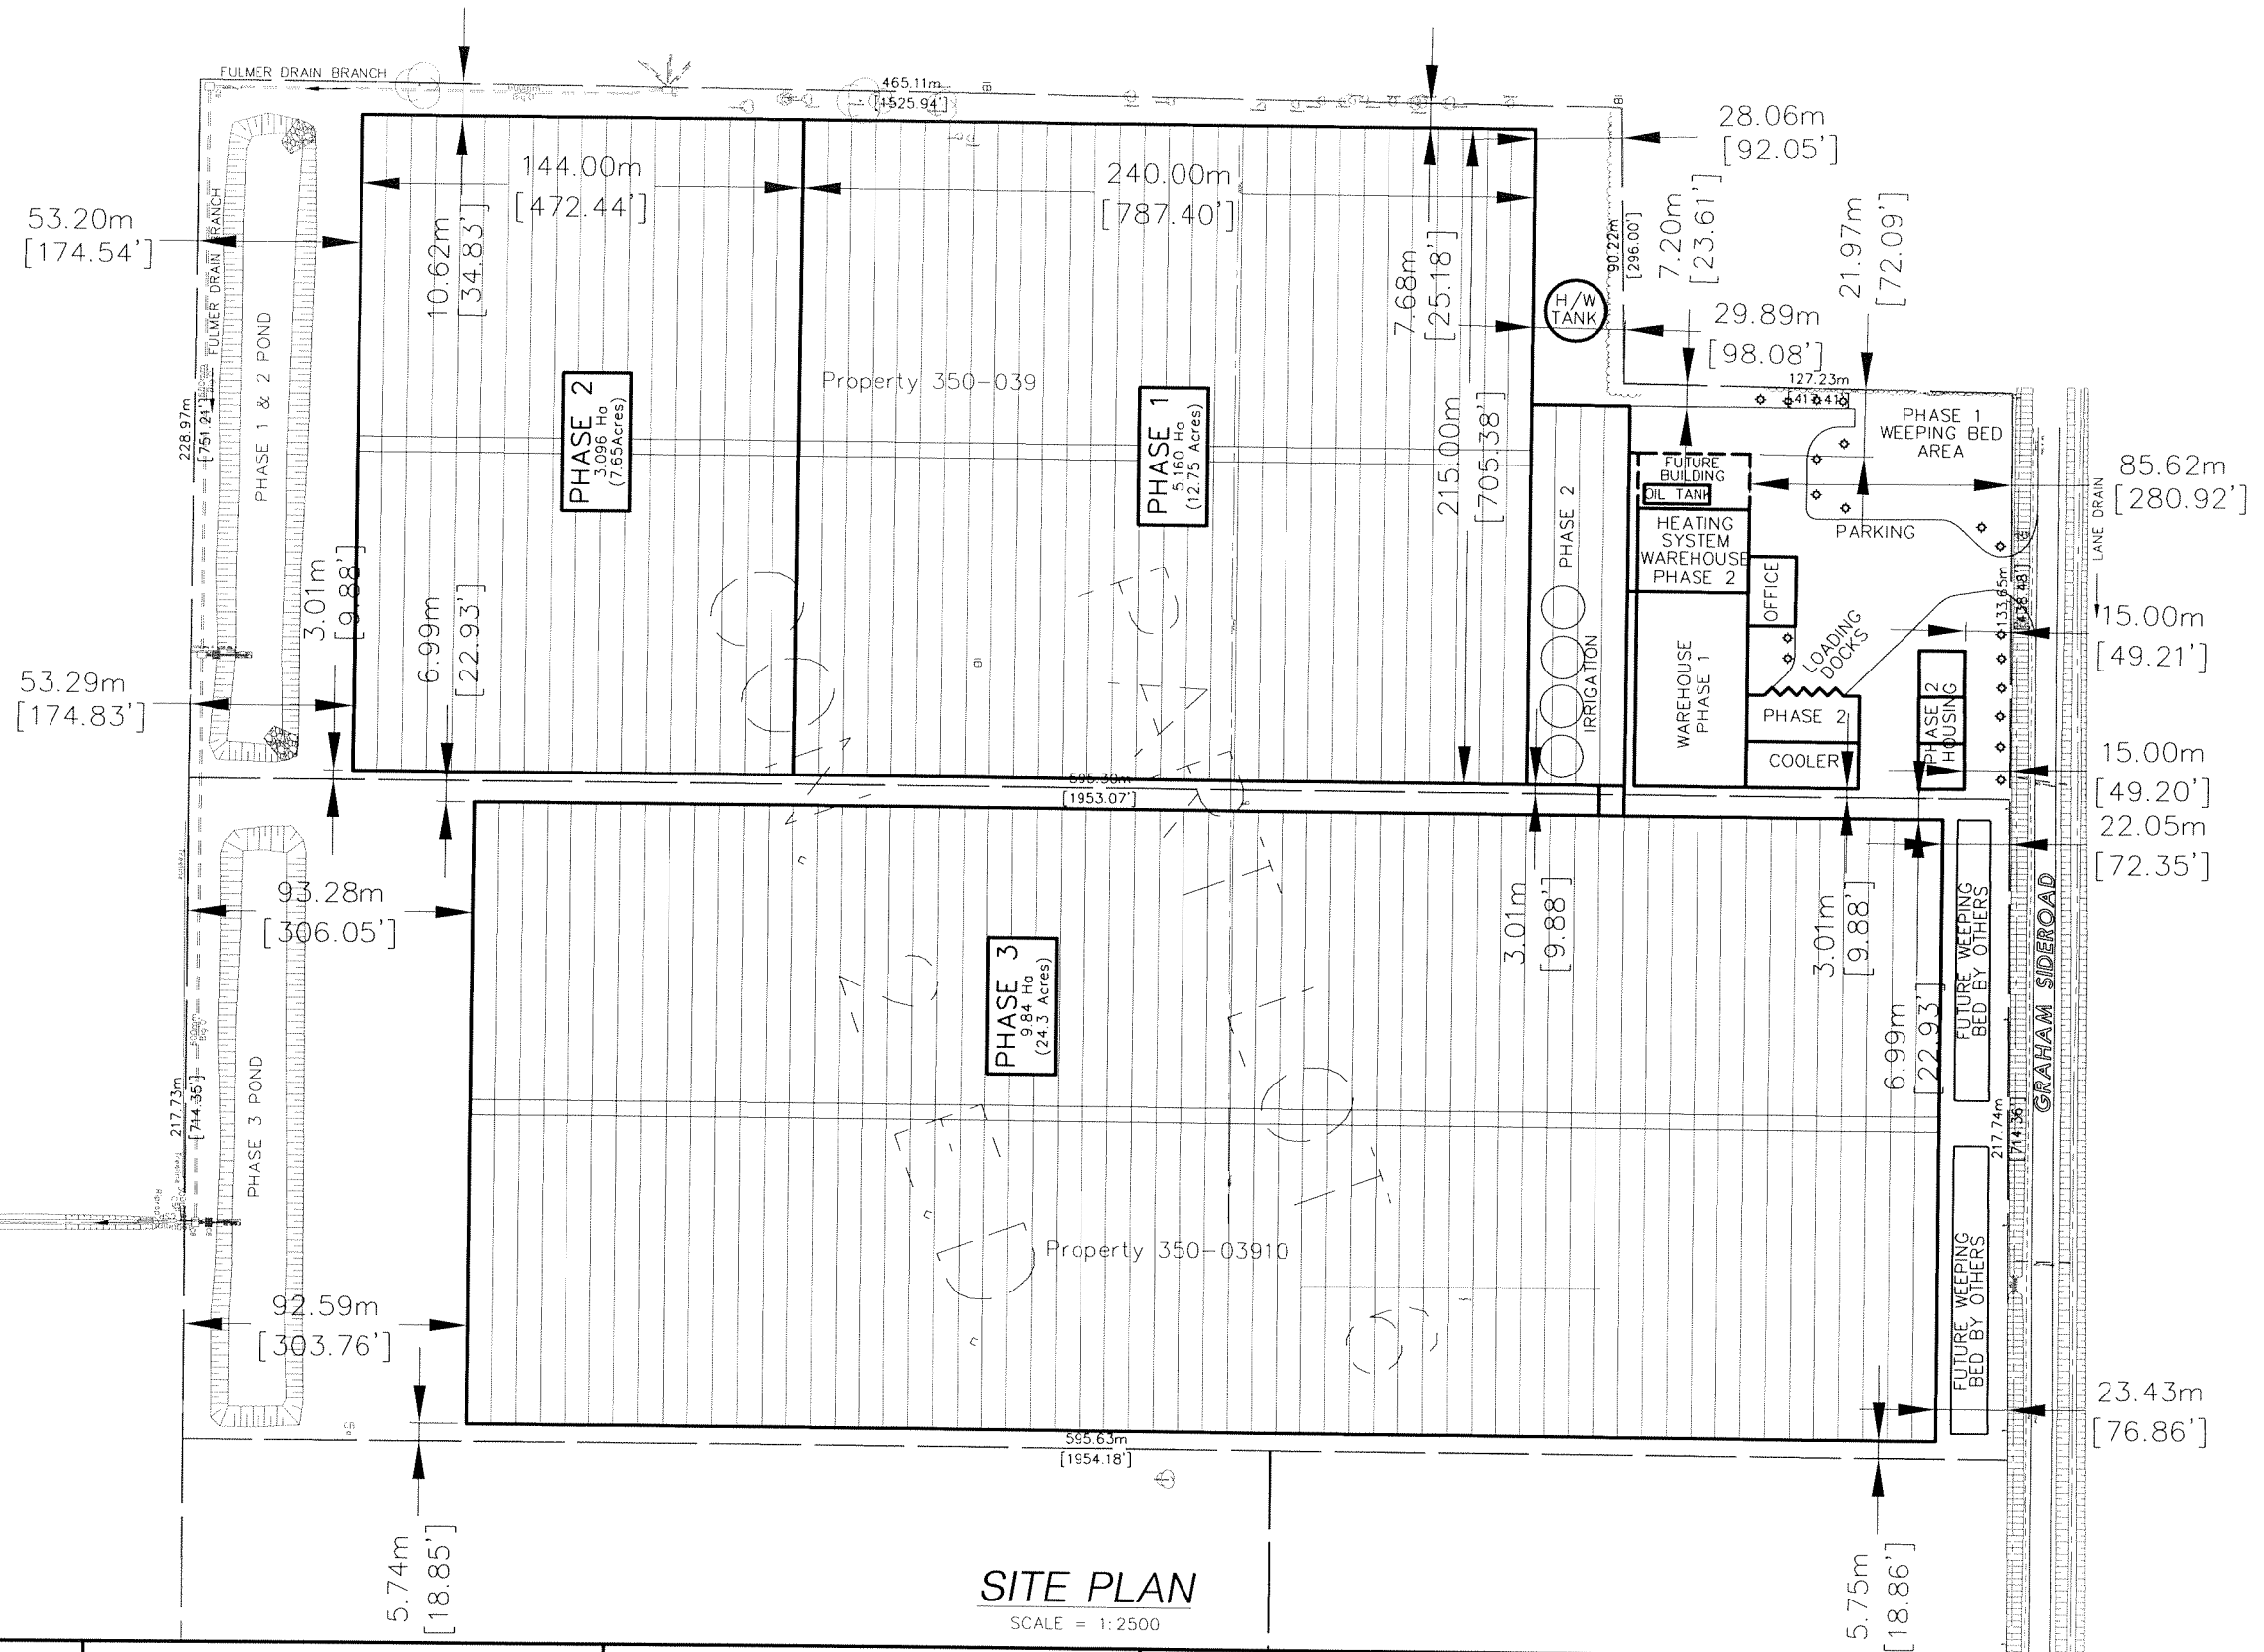 FULMER DRAIN BRANCH
465.11m
[1525.94']
28.06m
[92.05']
144.00m
[472.44']
240.00m
[787.40']
53.20m
[174.54']
FULMER DRAIN BRANCH
10.62m
[34.83']
7.68m
[25.18']
90.22m
[296.00']
7.20m
[23.61']
21.97m
[72.09']
H/W
TANK
29.89m
[98.08']
127.23m
PHASE 1 & 2 POND
228.97m
[751.21']
PHASE 2
3.096 Ha
(7.65Acres)
Property 350-039
PHASE 1
5.160 Ha
(12.75 Acres)
215.00m
[705.38']
PHASE 2
IRRIGATION
PHASE 1
WEEPING BED
AREA
FUTURE
BUILDING
OIL TANK
HEATING
SYSTEM
WAREHOUSE
PHASE 2
PARKING
85.62m
[280.92']
LANE DRAIN
OFFICE
LOADING
DOCKS
133.65m
[438.48']
15.00m
[49.21']
WAREHOUSE
PHASE 1
PHASE 2
COOLER
PHASE 2
HOUSING
15.00m
[49.20']
3.01m
[9.88']
6.99m
[22.93']
53.29m
[174.83']
595.30m
[1953.07']
22.05m
[72.35']
93.28m
[306.05']
3.01m
[9.88']
3.01m
[9.88']
6.99m
[22.93']
FUTURE WEEPING
BED BY OTHERS
GRAHAM SIDEROAD
PHASE 3
9.84 Ha
(24.3 Acres)
217.73m
[714.35']
PHASE 3 POND
217.74m
[714.36']
Property 350-03910
FUTURE WEEPING
BED BY OTHERS
92.59m
[303.76']
23.43m
[76.86']
595.63m
[1954.18']
5.74m
[18.85']
5.75m
[18.86']
SITE PLAN
SCALE = 1:2500